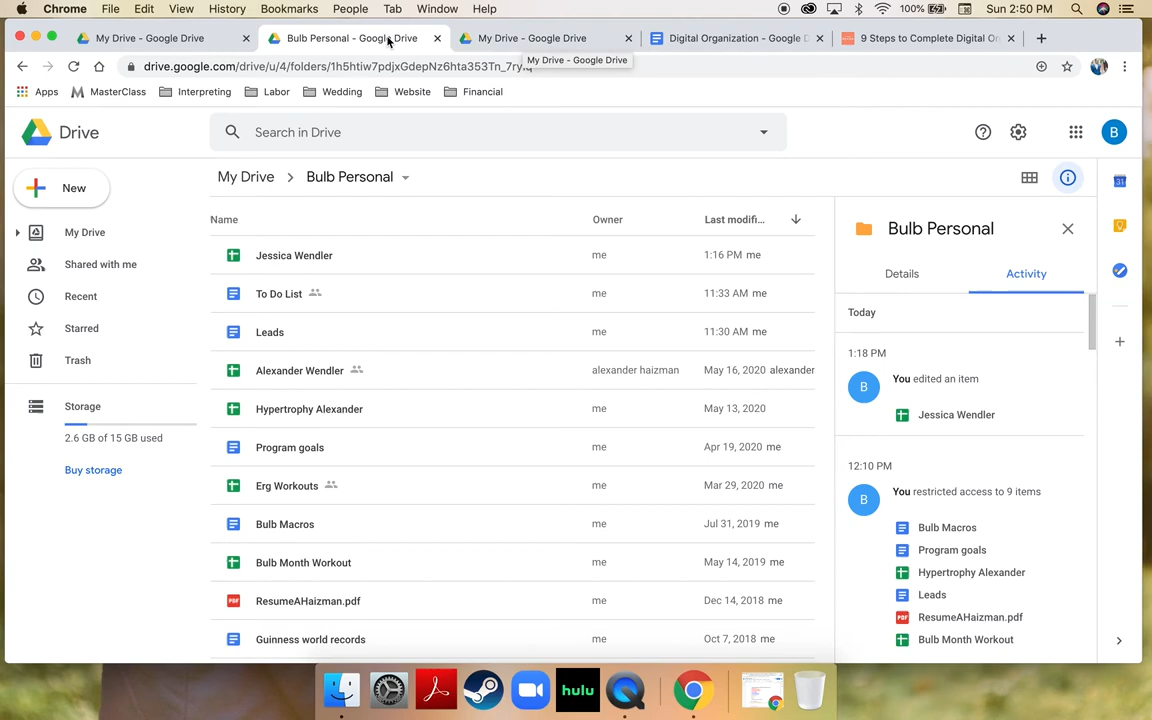 Chrome File Edit View History Bookmarks People Tab Window Help 100% Sun 2:50 PM
My Drive - Google Drive Bulb Personal - Google Drive My Drive - Google Drive Digital Organization - Google D 9 Steps to Complete Digital Or
My Drive - Google Drive
drive.google.com/drive/u/4/folders/1h5htiw7pdjxGdepNz6hta353Tn_7ry
Apps MasterClass Interpreting Labor Wedding Website Financial
Drive Search in Drive B
New My Drive Bulb Personal
Name Owner Last modifi...
My Drive
Shared with me
Recent
Starred
Trash
Storage
2.6 GB of 15 GB used
Buy storage
Jessica Wendler me 1:16 PM me
To Do List me 11:33 AM me
Leads me 11:30 AM me
Alexander Wendler alexander haizman May 16, 2020 alexander
Hypertrophy Alexander me May 13, 2020
Program goals me Apr 19, 2020 me
Erg Workouts me Mar 29, 2020 me
Bulb Macros me Jul 31, 2019 me
Bulb Month Workout me May 14, 2019 me
PDF ResumeAHaizman.pdf me Dec 14, 2018 me
Guinness world records me Oct 7, 2018 me
Bulb Personal
Details Activity
Today
1:18 PM
B You edited an item
Jessica Wendler
12:10 PM
B You restricted access to 9 items
Bulb Macros
Program goals
Hypertrophy Alexander
Leads
PDF ResumeAHaizman.pdf
Bulb Month Workout
31
hulu